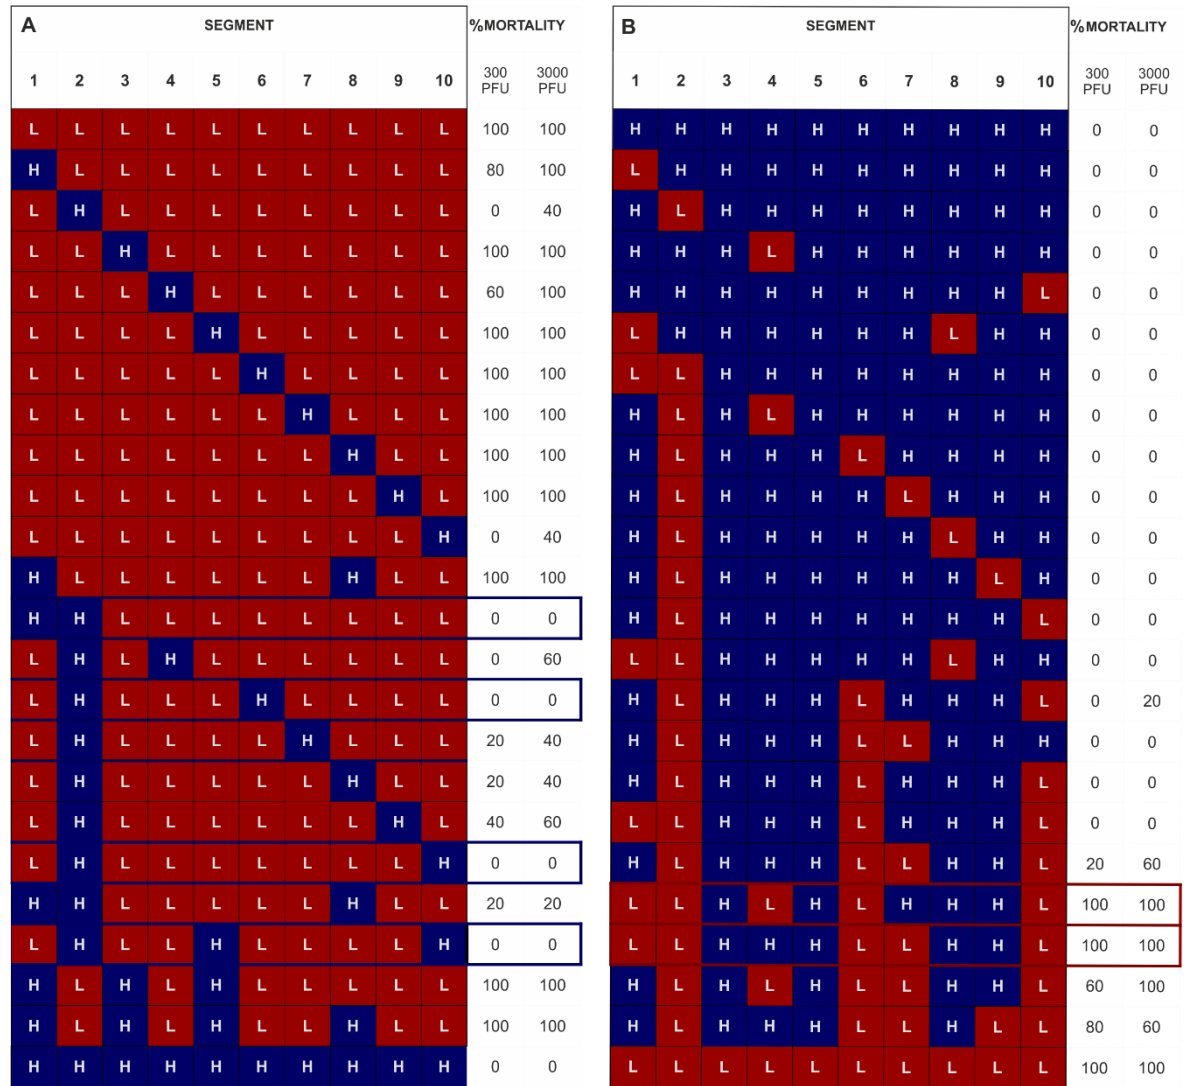 A SEGMENT %MORTALITY
1 2 3 4 5 6 7 8 9 10 300 PFU 3000 PFU
L L L L L L L L L L 100 100
H L L L L L L L L L 80 100
L H L L L L L L L L 0 40
L L H L L L L L L L 100 100
L L L H L L L L L L 60 100
L L L L H L L L L L 100 100
L L L L L H L L L L 100 100
L L L L L L H L L L 100 100
L L L L L L L H L L 100 100
L L L L L L L L H L 100 100
L L L L L L L L L H 0 40
H L L L L L L H L L 100 100
H H L L L L L L L L 0 0
L H L H L L L L L L 0 60
L H L L L H L L L L 0 0
L H L L L L H L L L 20 40
L H L L L L L H L L 20 40
L H L L L L L L H L 40 60
L H L L L L L L L H 0 0
H H L L L L L H L L 20 20
L H L L H L L L L H 0 0
H L H L H L L L L L 100 100
H L H L H L L H L L 100 100
H H H H H H H H H H 0 0
B SEGMENT %MORTALITY
1 2 3 4 5 6 7 8 9 10 300 PFU 3000 PFU
H H H H H H H H H H 0 0
L H H H H H H H H H 0 0
H L H H H H H H H H 0 0
H H H L H H H H H H 0 0
H H H H H H H H H L 0 0
L H H H H H H L H H 0 0
L L H H H H H H H H 0 0
H L H L H H H H H H 0 0
H L H H H L H H H H 0 0
H L H H H H L H H H 0 0
H L H H H H H L H H 0 0
H L H H H H H H L H 0 0
H L H H H H H H H L 0 0
L L H H H H H L H H 0 0
H L H H H L H H H L 0 20
H L H H H L L H H H 0 0
H L H H H L H H H L 0 0
L L H H H L H H H L 0 0
H L H H H L L H H L 20 60
L L H L H L H H H L 100 100
L L H H H L L H H L 100 100
H L H L H L L H H L 60 100
H L H H H L L H L L 80 60
L L L L L L L L L L 100 100